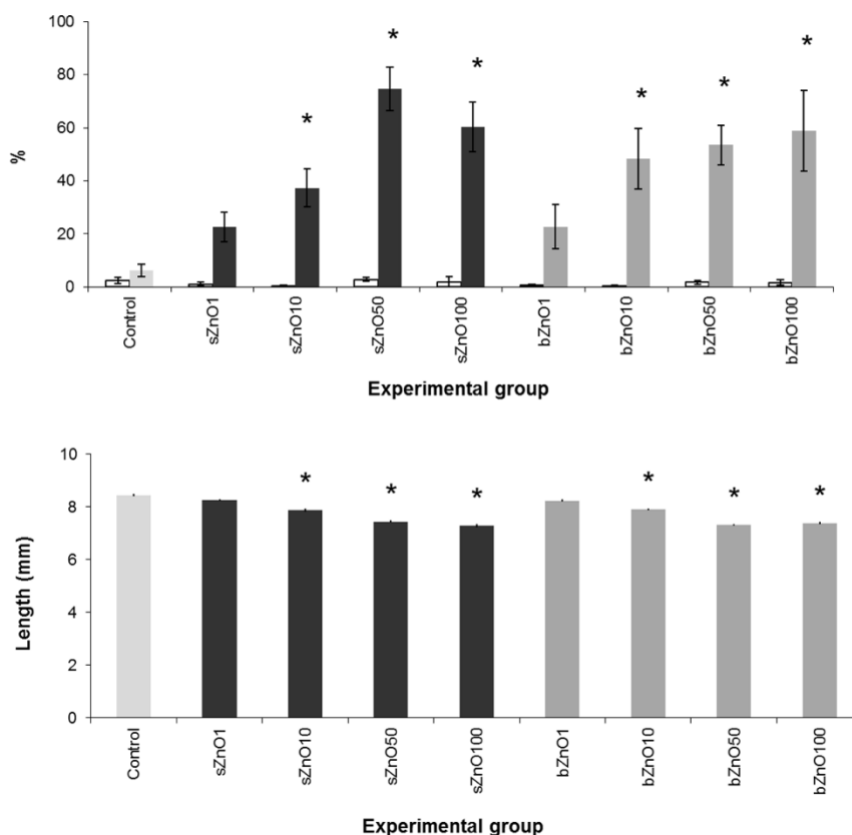 100
80
60
40
20
0
%
*
*
*
*
*
*
Control
sZnO1
sZnO10
sZnO50
sZnO100
bZnO1
bZnO10
bZnO50
bZnO100
Experimental group
10
8
6
4
2
0
Length (mm)
*
*
*
*
*
*
Control
sZnO1
sZnO10
sZnO50
sZnO100
bZnO1
bZnO10
bZnO50
bZnO100
Experimental group